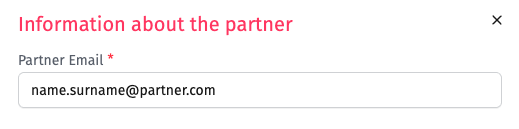 Information about the partner
Partner Email *
name.surname@partner.com